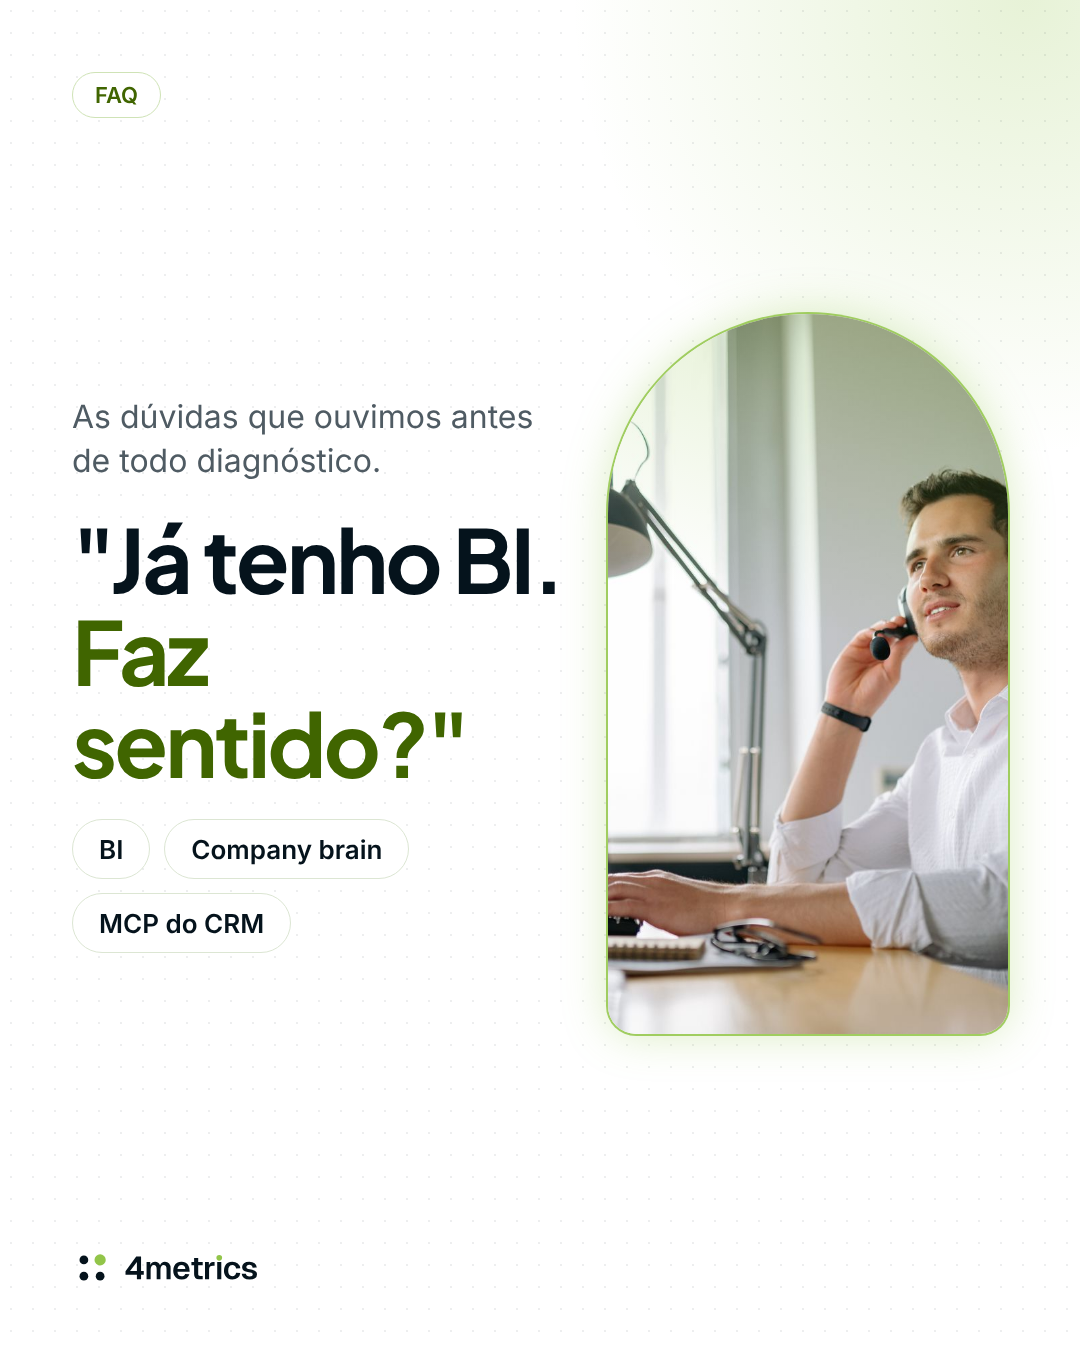 FAQ
As dúvidas que ouvimos antes
de todo diagnóstico.
"Já tenho BI.
Faz
sentido?"
BI
Company brain
MCP do CRM
4metrics